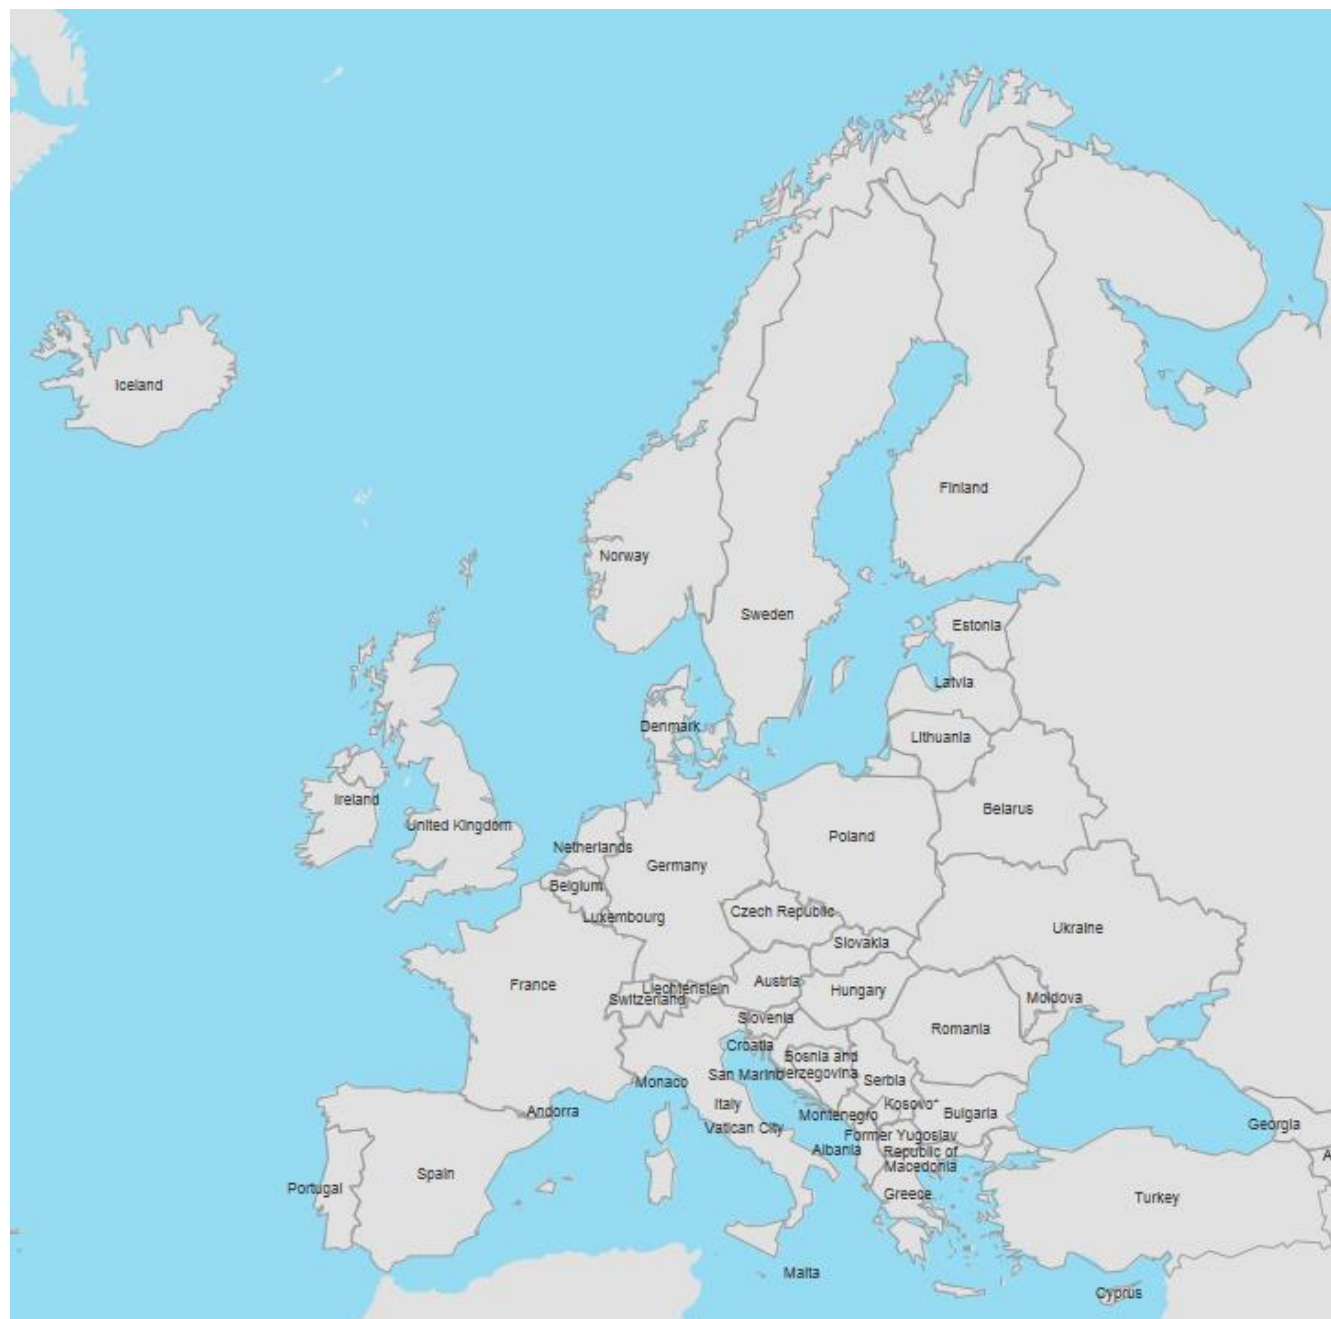 Iceland
Finland
Norway
Sweden
Estonia
Latvia
Denmark
Lithuania
Ireland
Belarus
United Kingdom
Poland
Netherlands
Germany
Belgium
Czech Republic
Luxembourg
Ukraine
Slovakia
Austria
France
Liechtenstein
Hungary
Switzerland
Moldova
Slovenia
Romania
Croatia
Bosnia and
Herzegovina
San Marino
Serbia
Monaco
Italy
Kosovo*
Andorra
Montenegro
Bulgaria
Georgia
Vatican City
Former Yugoslav
Republic of
Macedonia
Albania
Spain
Portugal
Greece
Turkey
Malta
Cyprus